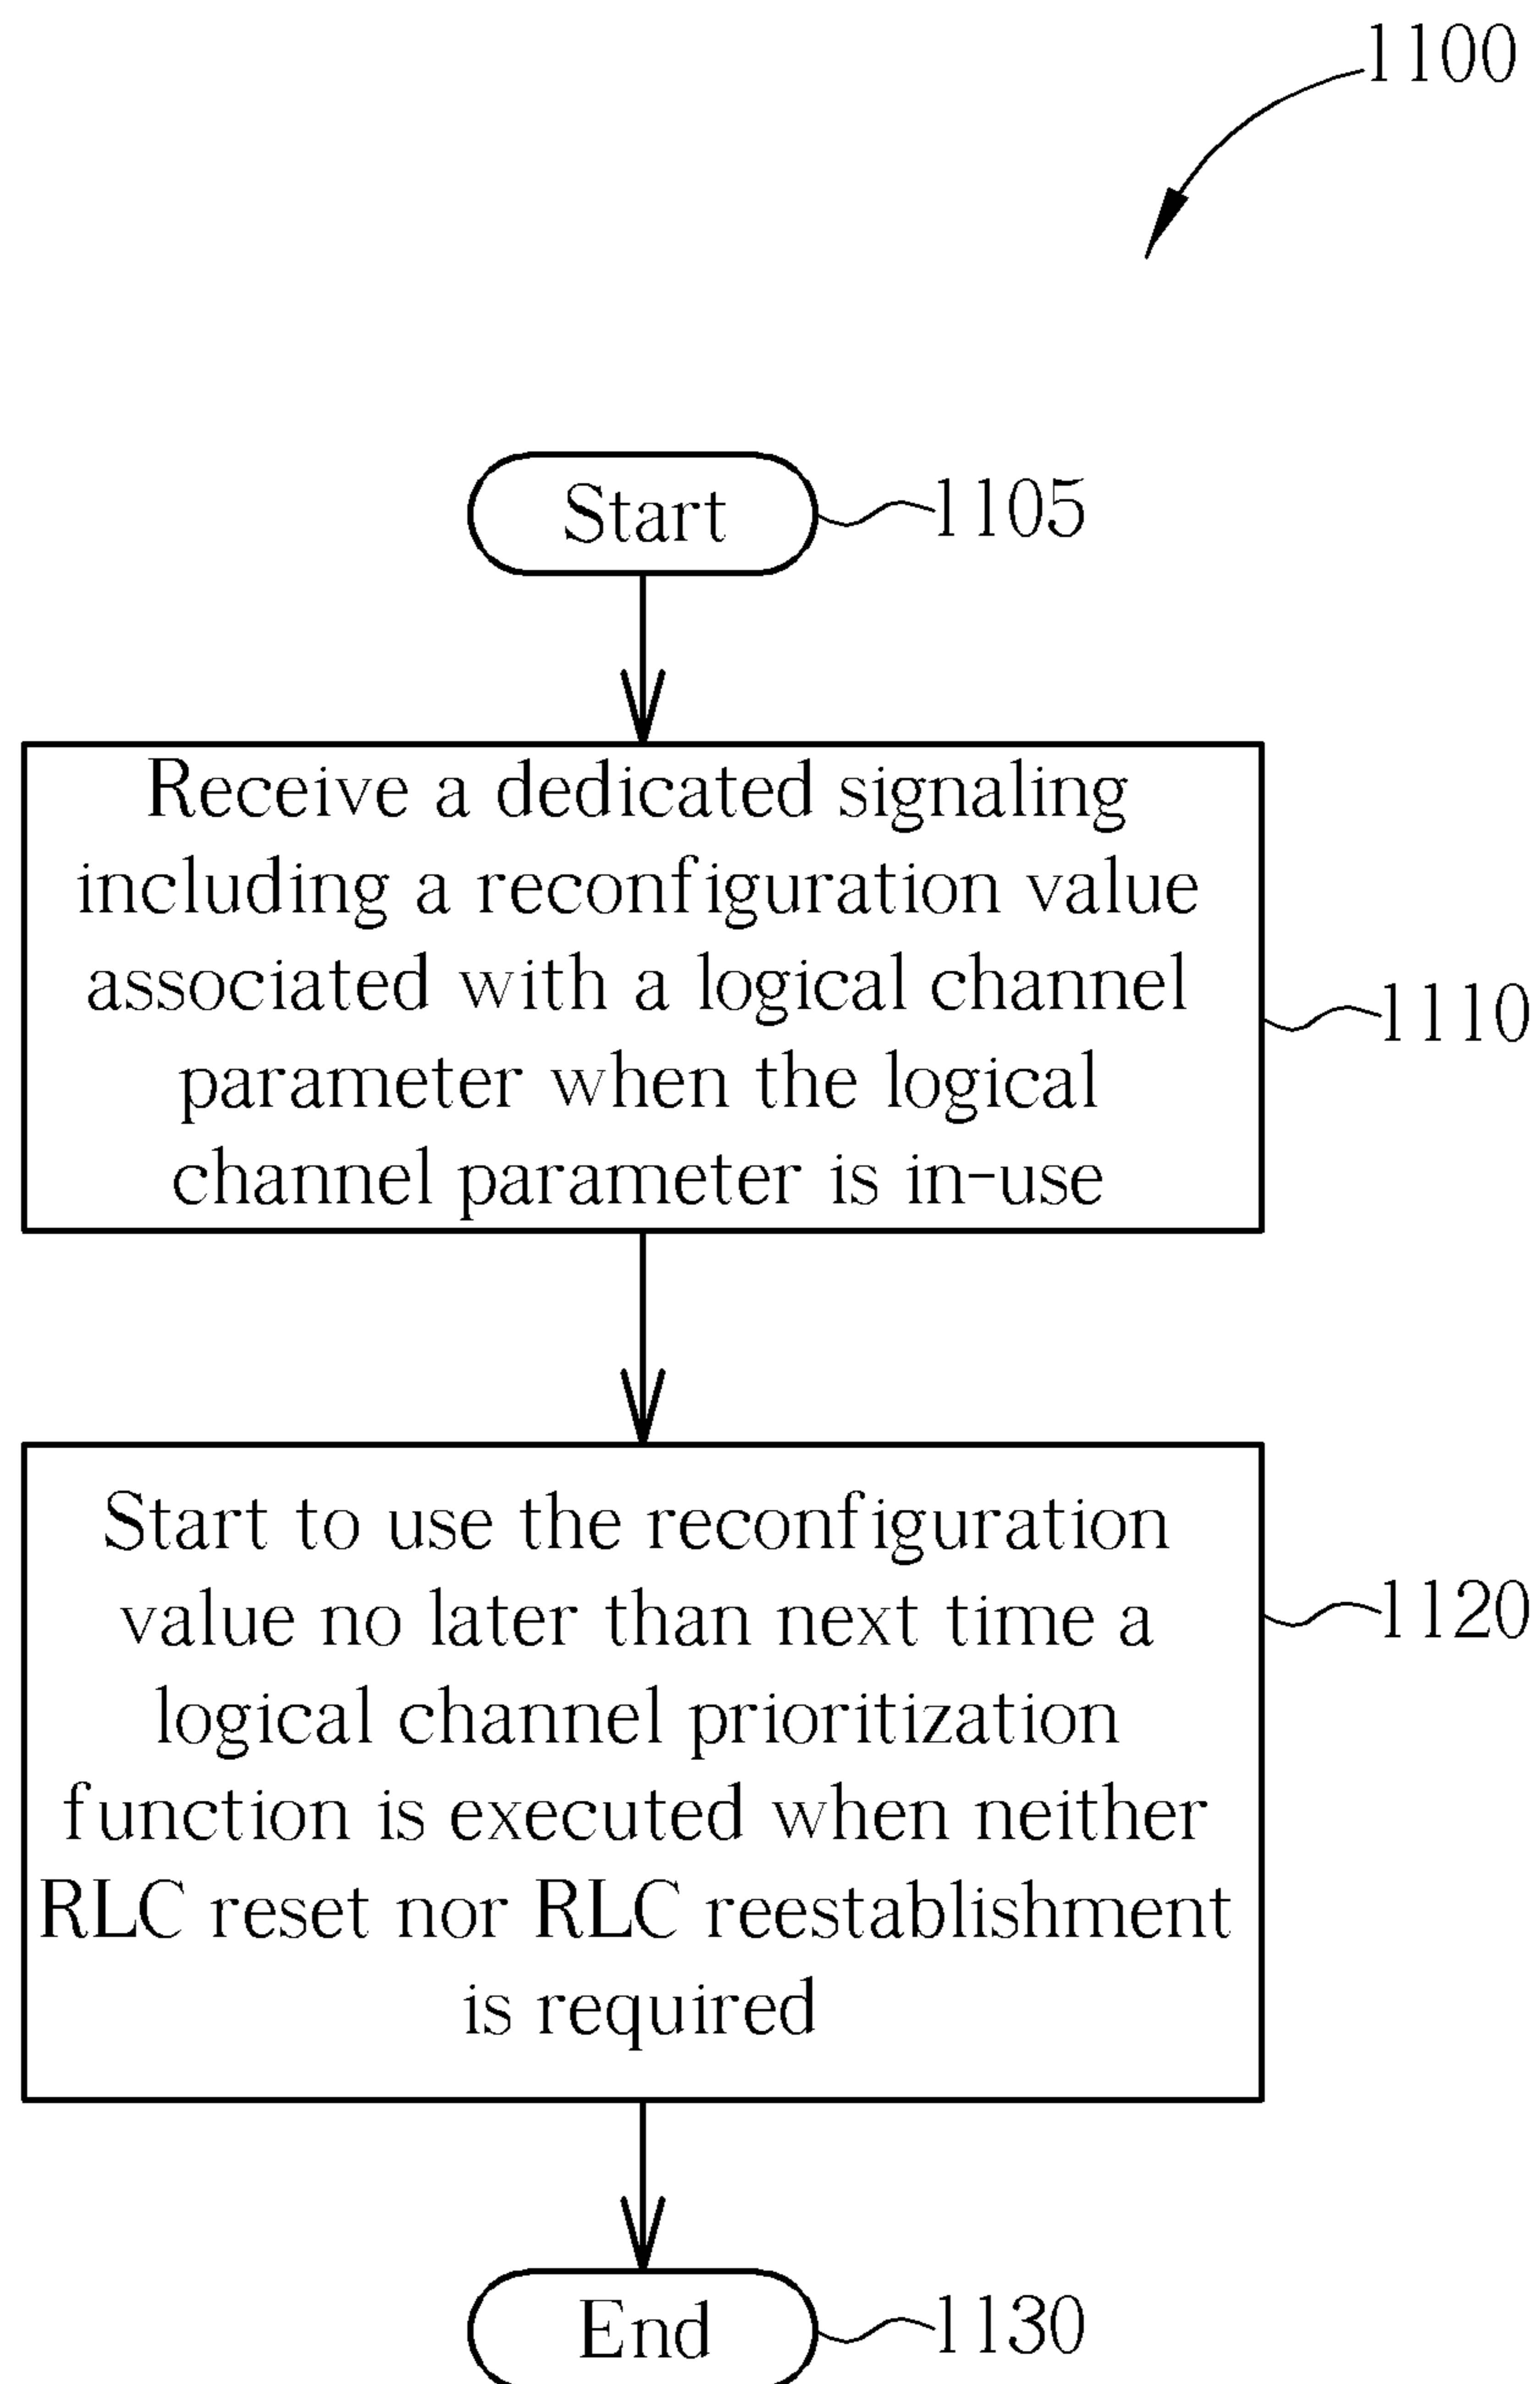 1100
Start
1105
Receive a dedicated signaling
including a reconfiguration value
associated with a logical channel
parameter when the logical
channel parameter is in-use
1110
Start to use the reconfiguration
value no later than next time a
logical channel prioritization
function is executed when neither
RLC reset nor RLC reestablishment
is required
1120
End
1130